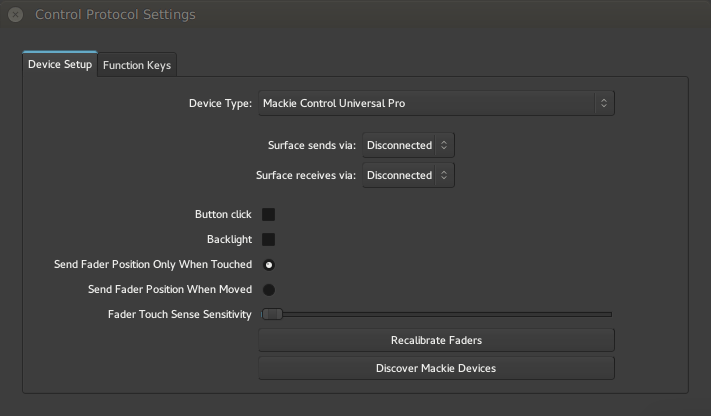 Control Protocol Settings
Device Setup Function Keys
Device Type: Mackie Control Universal Pro
Surface sends via: Disconnected
Surface receives via: Disconnected
Button click
Backlight
Send Fader Position Only When Touched
Send Fader Position When Moved
Fader Touch Sense Sensitivity
Recalibrate Faders
Discover Mackie Devices